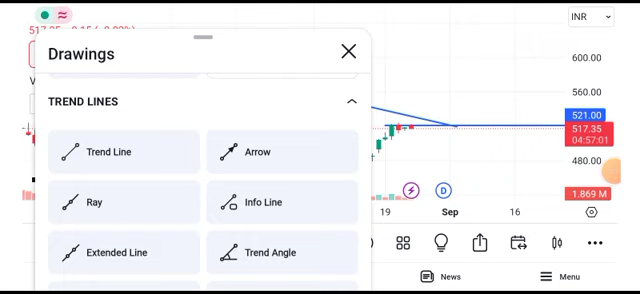 INR
Drawings
600.00
TREND LINES
560.00
521.00
517.35
04:57:01
Trend Line
Arrow
480.00
Ray
Info Line
1.869 M
D
19
Sep
16
Extended Line
Trend Angle
News
Menu